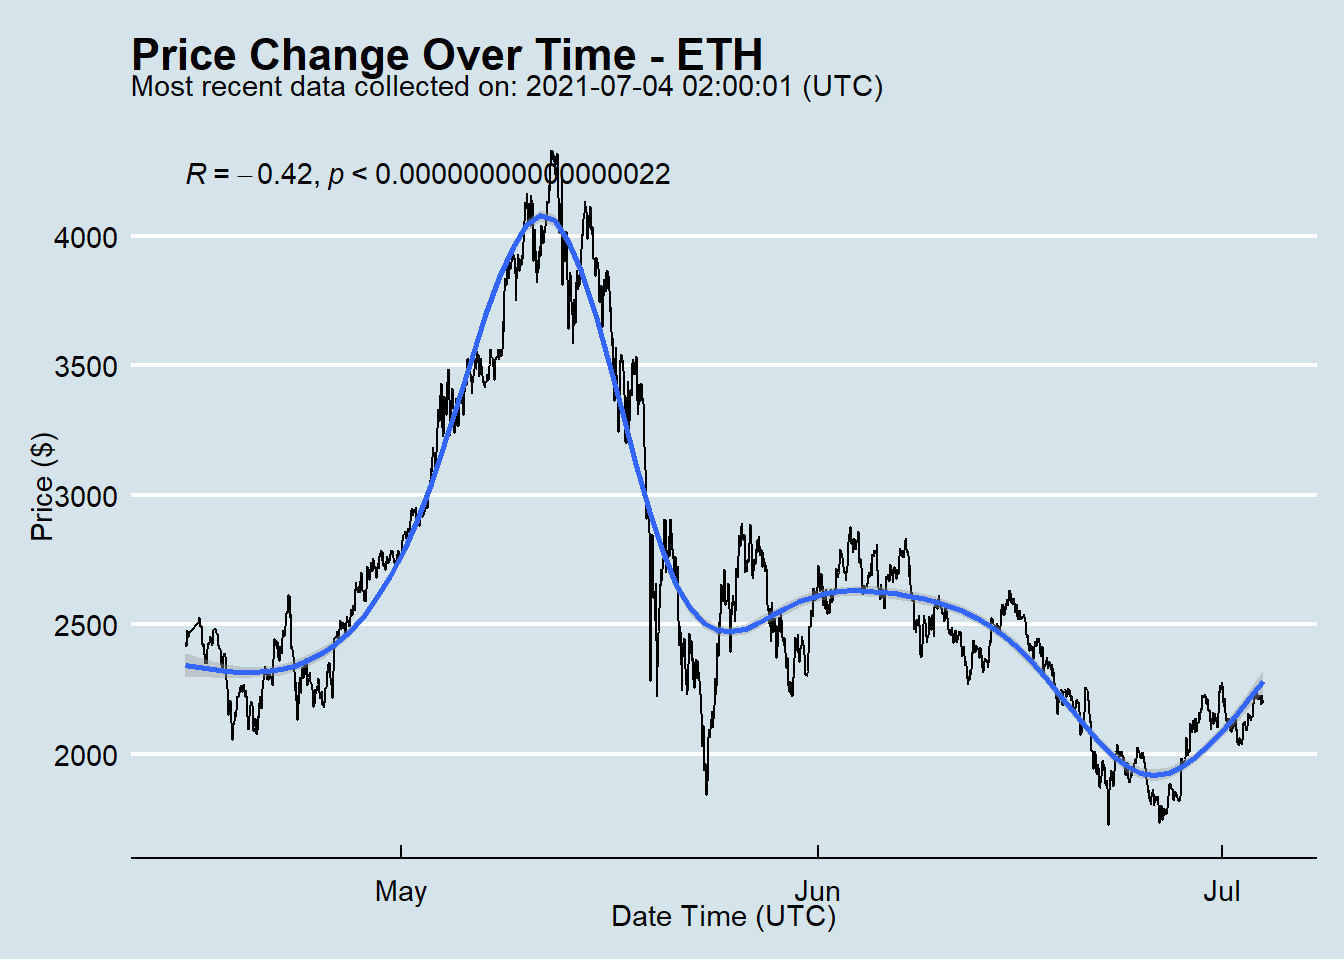 Price Change Over Time - ETH
Most recent data collected on: 2021-07-04 02:00:01 (UTC)
R = −0.42, p < 0.00000000000000022
4000
3500
3000
2500
2000
Price ($)
May
Jun
Jul
Date Time (UTC)